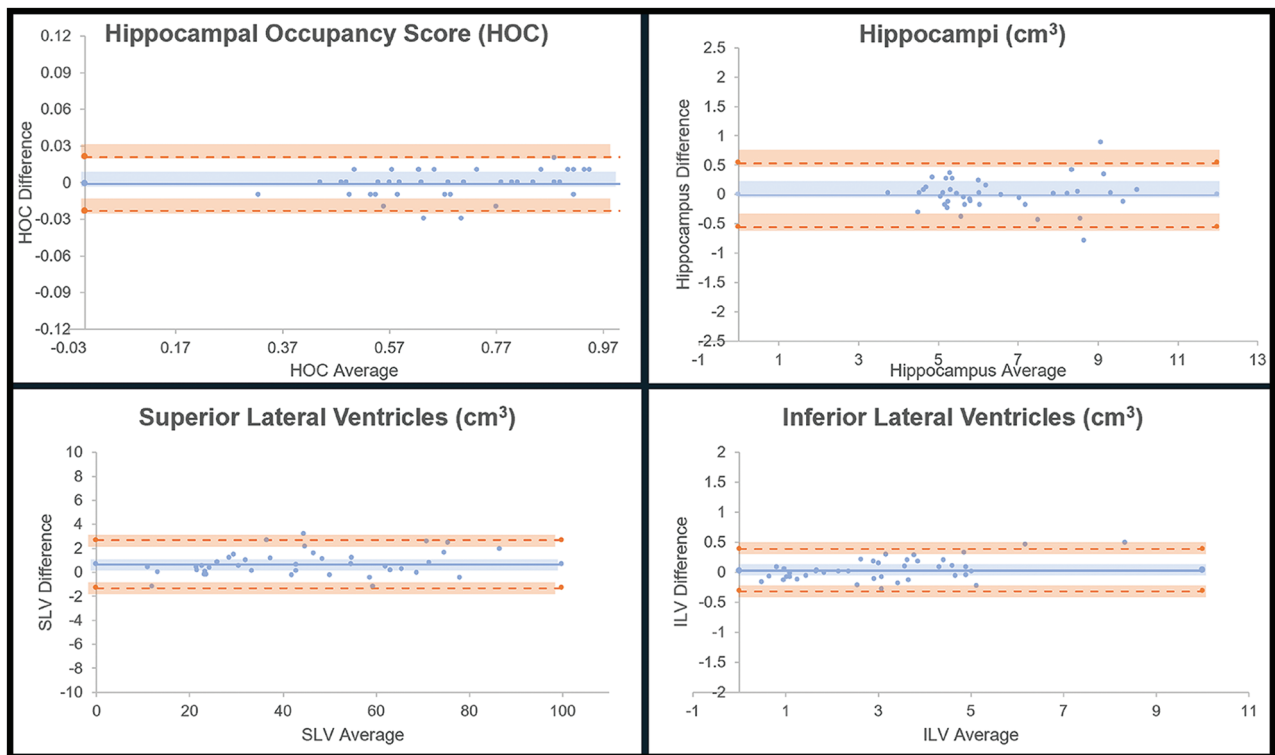 Hippocampal Occupancy Score (HOC)
0.12
0.09
0.06
0.03
0
-0.03
-0.06
-0.09
-0.12
HOC Difference
-0.03 0.17 0.37 0.57 0.77 0.97
HOC Average
Hippocampi (cm³)
2.5
2
1.5
1
0.5
0
-0.5
-1
-1.5
-2
-2.5
Hippocampus Difference
-1 1 3 5 7 9 11 13
Hippocampus Average
Superior Lateral Ventricles (cm³)
10
8
6
4
2
0
-2
-4
-6
-8
-10
SLV Difference
0 20 40 60 80 100
SLV Average
Inferior Lateral Ventricles (cm³)
2
1.5
1
0.5
0
-0.5
-1
-1.5
-2
ILV Difference
-1 1 3 5 7 9 11
ILV Average